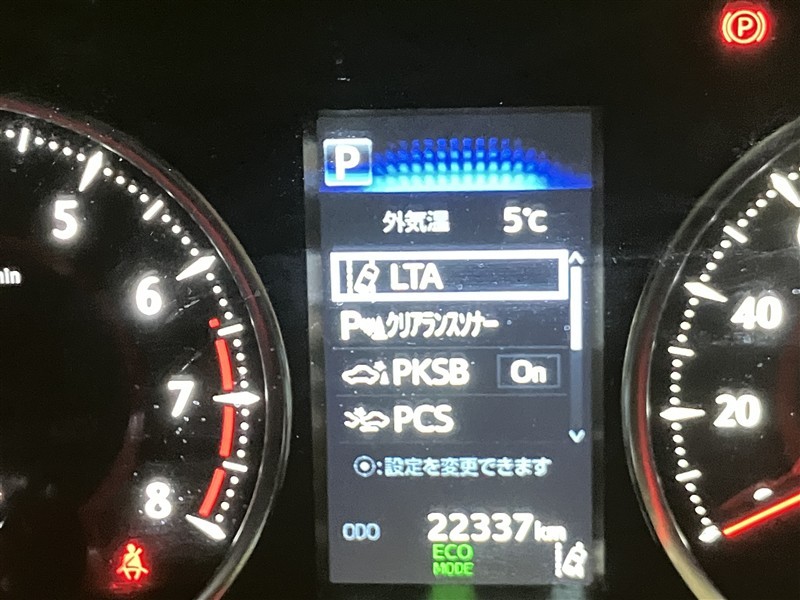 P
P
外気温 5℃
5
LTA
6
min
40
P クリアランスソナー
PKSB On
7
20
PCS
設定を変更できます
8
ODO 22337km
ECO
MODE